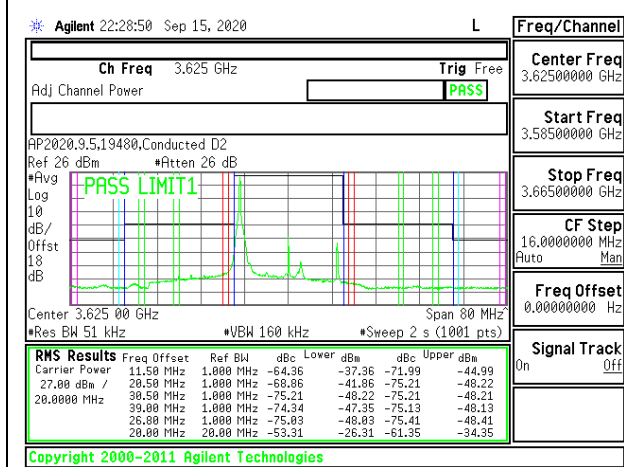 Agilent 22:28:50 Sep 15, 2020 L
Freq/Channel
Ch Freq 3.625 GHz Trig Free
Adj Channel Power PASS
Center Freq
3.62500000 GHz
Start Freq
3.58500000 GHz
Stop Freq
3.66500000 GHz
CF Step
16.0000000 MHz
Auto Man
Freq Offset
0.00000000 Hz
Signal Track
On Off
AP2020.9.5,19480,Conducted D2
Ref 26 dBm #Atten 26 dB
#Avg
Log
10
dB/
Offst
18
dB
PASS LIMIT1
Center 3.625 00 GHz Span 80 MHz^
#Res BW 51 kHz #VBW 160 kHz #Sweep 2 s (1001 pts)
RMS Results Freq Offset Ref BW dBc Lower dBm dBc Upper dBm
Carrier Power 11.50 MHz 1.000 MHz -64.36 -37.36 -71.99 -44.99
27.00 dBm / 20.50 MHz 1.000 MHz -68.86 -41.86 -75.21 -48.22
20.0000 MHz 30.50 MHz 1.000 MHz -75.21 -48.22 -75.21 -48.21
39.00 MHz 1.000 MHz -74.34 -47.35 -75.13 -48.13
26.80 MHz 1.000 MHz -75.03 -48.03 -75.41 -48.41
20.00 MHz 20.00 MHz -53.31 -26.31 -61.35 -34.35
Copyright 2000-2011 Agilent Technologies